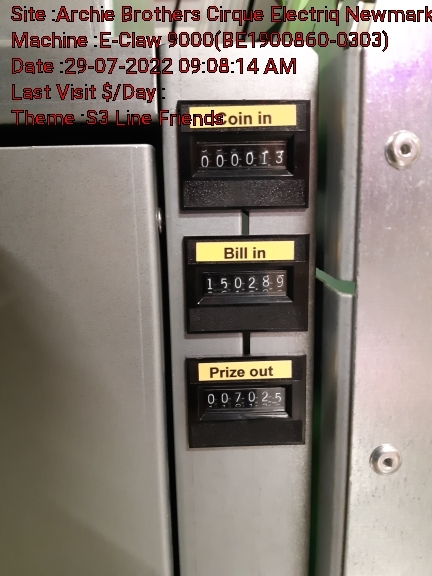 Site :Archie Brothers Cirque Electriq Newmark
Machine :E-Claw 9000(BE1900860-0303)
Date :29-07-2022 09:08:14 AM
Last Visit $/Day :
Theme :S3 Line Friends
Coin in
000013
Bill in
150289
Prize out
007025